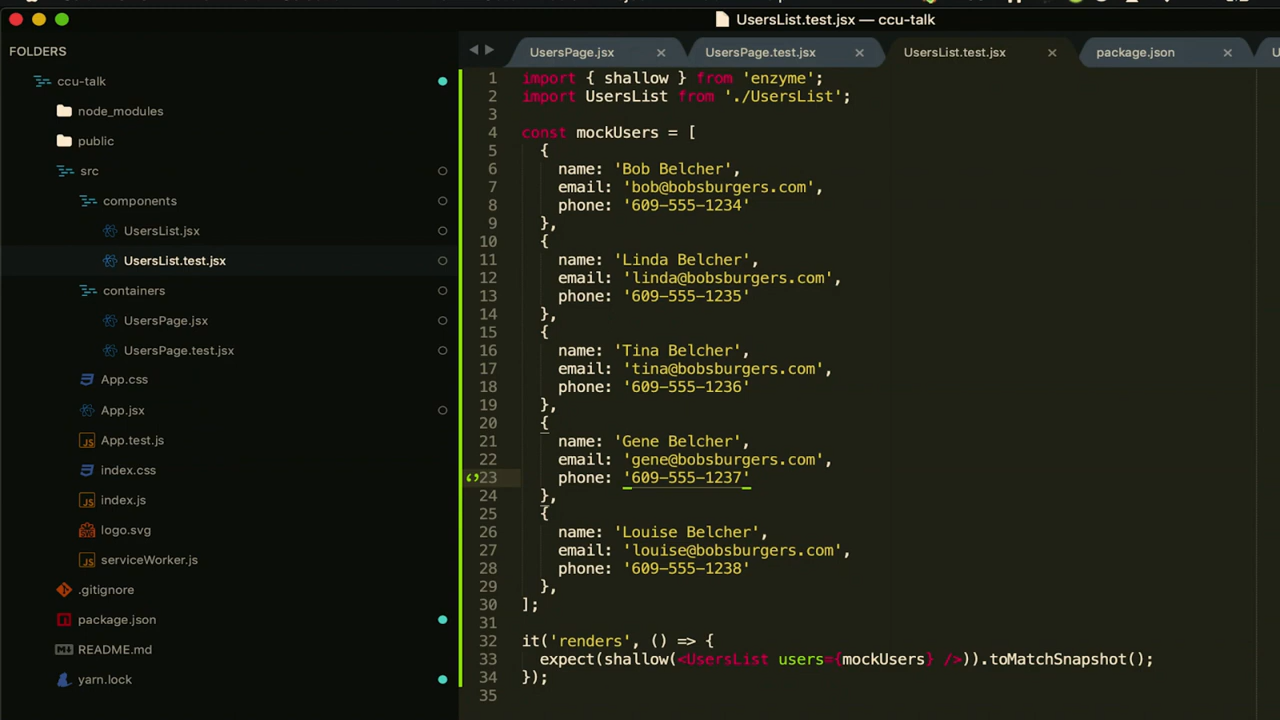 UsersList.test.jsx — ccu-talk
FOLDERS
ccu-talk
node_modules
public
src
components
UsersList.jsx
UsersList.test.jsx
containers
UsersPage.jsx
UsersPage.test.jsx
App.css
App.jsx
App.test.js
index.css
index.js
logo.svg
serviceWorker.js
.gitignore
package.json
README.md
yarn.lock
UsersPage.jsx × UsersPage.test.jsx × UsersList.test.jsx × package.json ×
1 import { shallow } from 'enzyme';
2 import UsersList from './UsersList';
3
4 const mockUsers = [
5 {
6 name: 'Bob Belcher',
7 email: 'bob@bobsburgers.com',
8 phone: '609-555-1234'
9 },
10 {
11 name: 'Linda Belcher',
12 email: 'linda@bobsburgers.com',
13 phone: '609-555-1235'
14 },
15 {
16 name: 'Tina Belcher',
17 email: 'tina@bobsburgers.com',
18 phone: '609-555-1236'
19 },
20 {
21 name: 'Gene Belcher',
22 email: 'gene@bobsburgers.com',
23 phone: '609-555-1237'
24 },
25 {
26 name: 'Louise Belcher',
27 email: 'louise@bobsburgers.com',
28 phone: '609-555-1238'
29 },
30 ];
31
32 it('renders', () => {
33 expect(shallow(<UsersList users={mockUsers} />)).toMatchSnapshot();
34 });
35